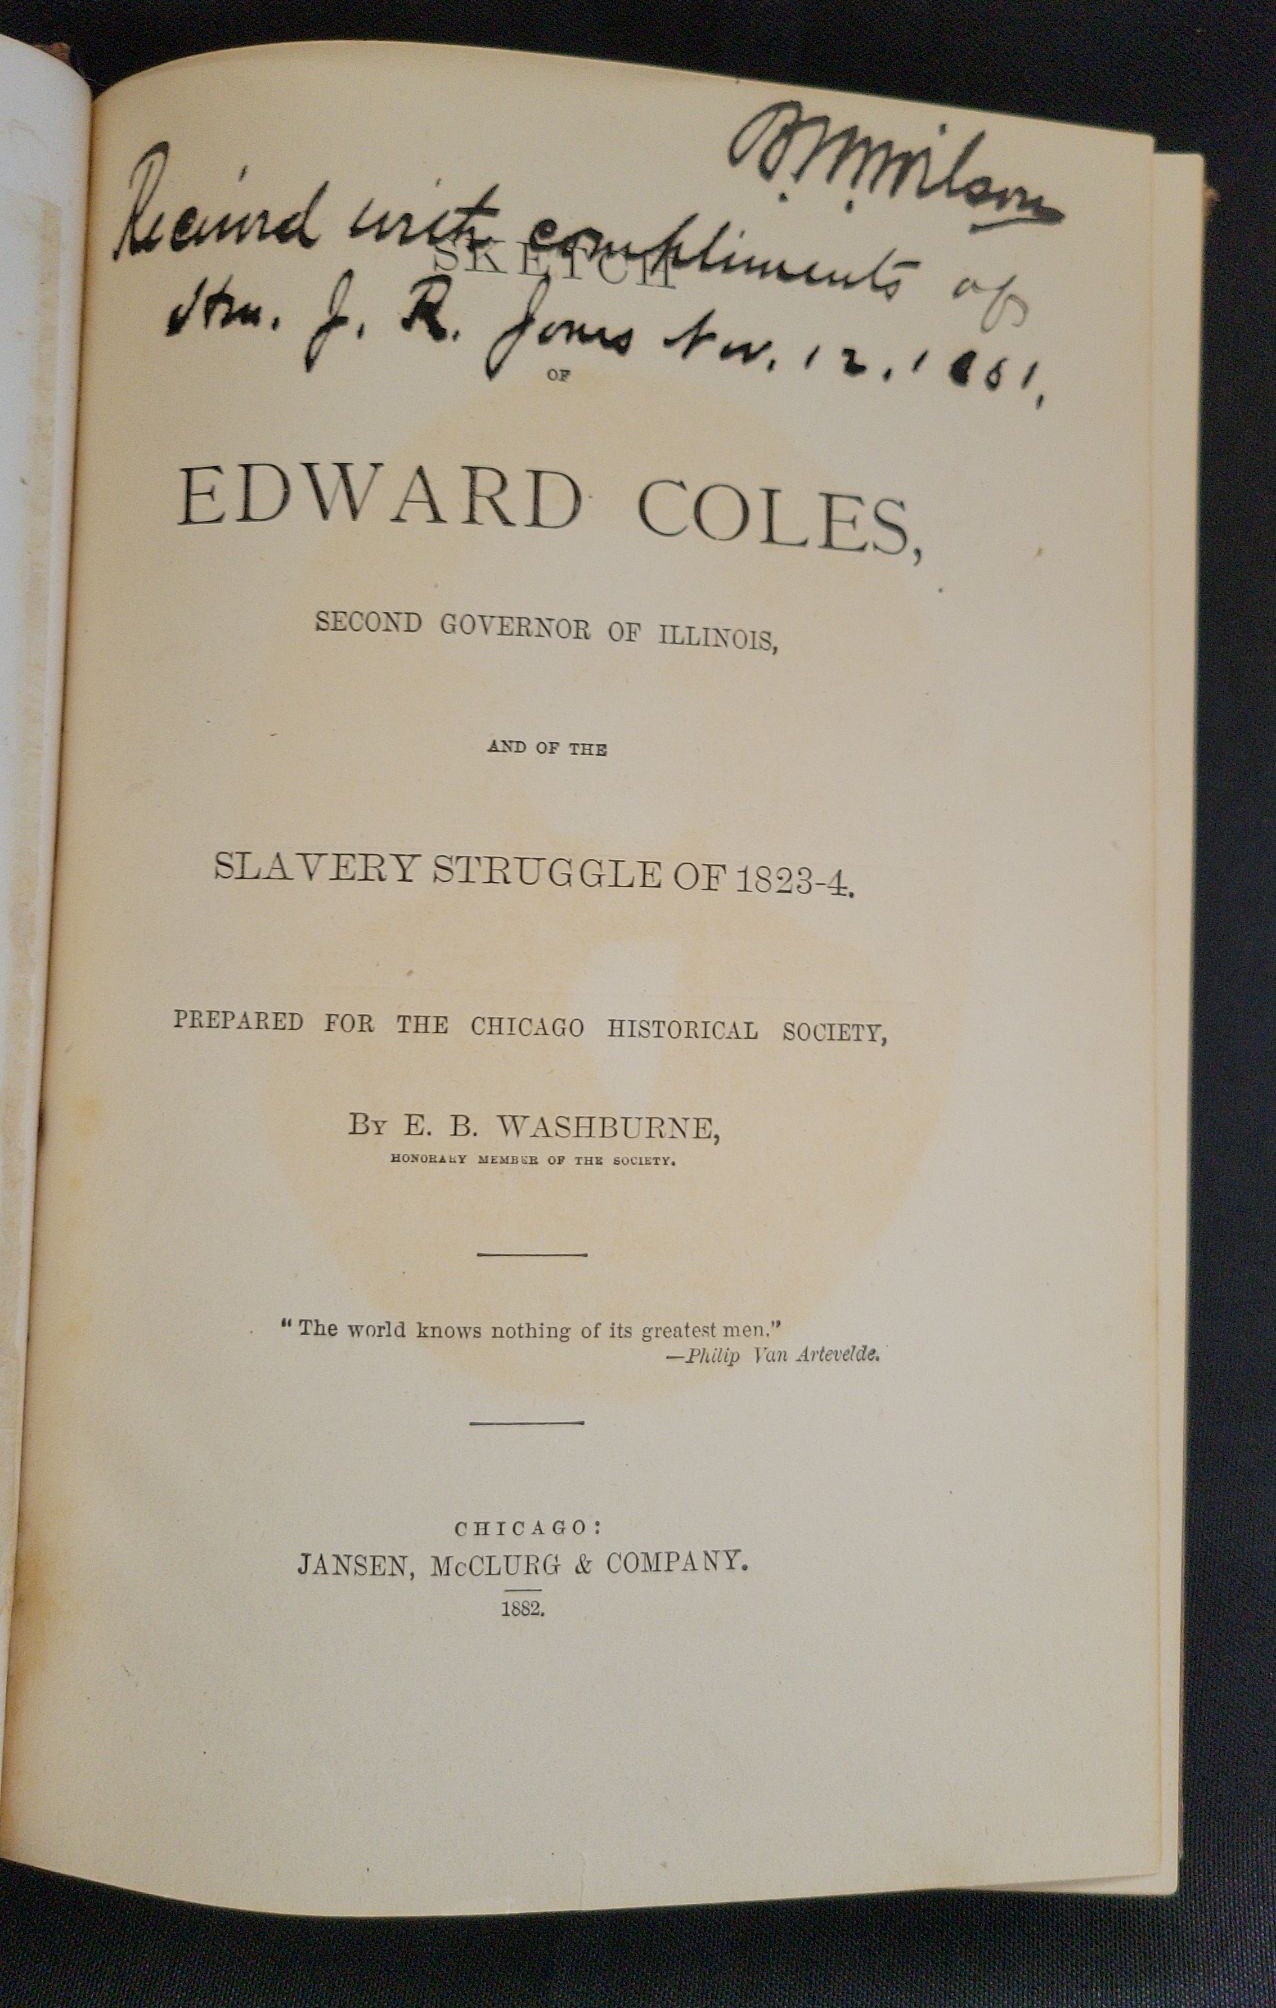 Wilson
Received with compliments of
SKETCH
Hon. J. R. Jones Nov. 12, 1881.
OF
EDWARD COLES,
SECOND GOVERNOR OF ILLINOIS,
AND OF THE
SLAVERY STRUGGLE OF 1823-4.
PREPARED FOR THE CHICAGO HISTORICAL SOCIETY,
By E. B. WASHBURNE,
HONORARY MEMBER OF THE SOCIETY.
“The world knows nothing of its greatest men.”
—Philip Van Artevelde.
CHICAGO:
JANSEN, McCLURG & COMPANY.
1882.